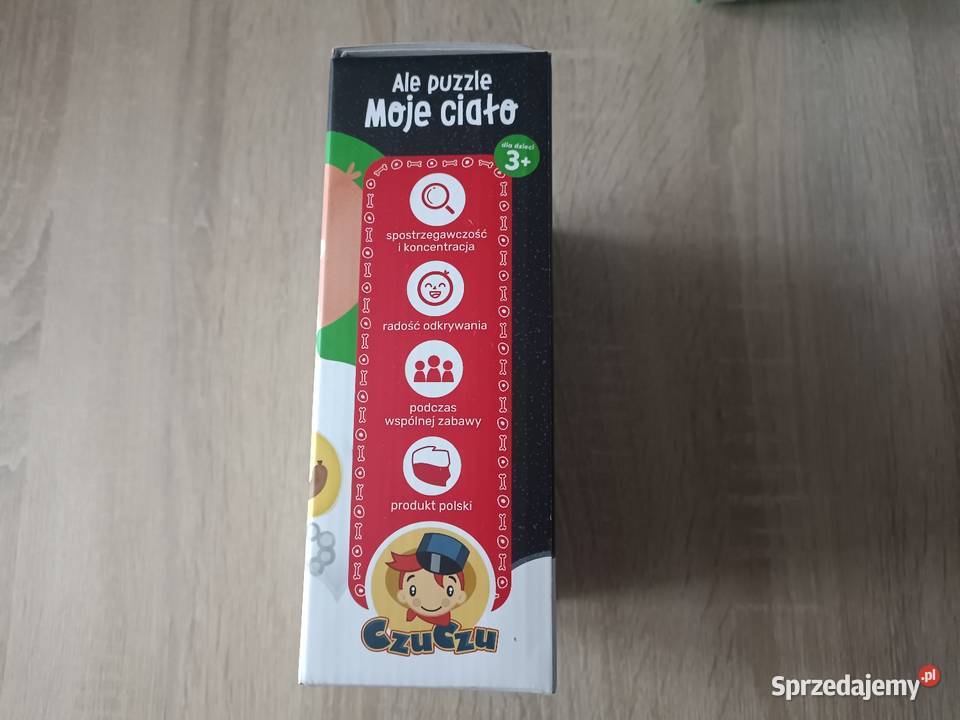 Ale puzzle
Moje ciało
dla dzieci
3+
spostrzegawczość
i koncentracja
radość odkrywania
podczas
wspólnej zabawy
produkt polski
CzuCzu
Sprzedajemy.pl